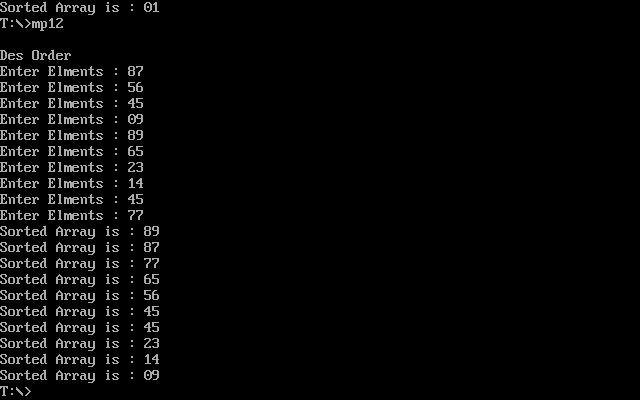 Sorted Array is : 01
T:\>mp12
Des Order
Enter Elments : 87
Enter Elments : 56
Enter Elments : 45
Enter Elments : 09
Enter Elments : 89
Enter Elments : 65
Enter Elments : 23
Enter Elments : 14
Enter Elments : 45
Enter Elments : 77
Sorted Array is : 89
Sorted Array is : 87
Sorted Array is : 77
Sorted Array is : 65
Sorted Array is : 56
Sorted Array is : 45
Sorted Array is : 45
Sorted Array is : 23
Sorted Array is : 14
Sorted Array is : 09
T:\>